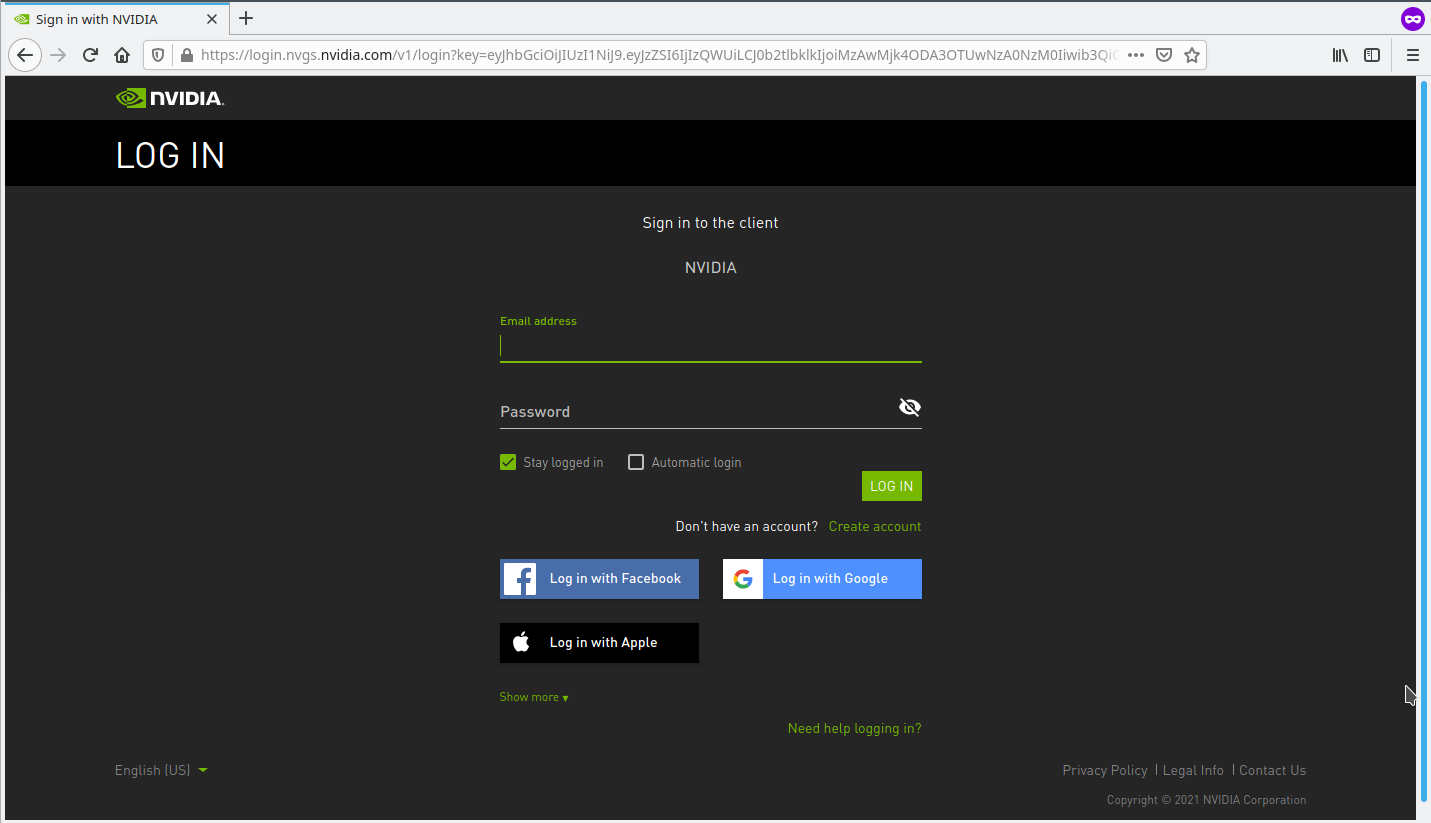 Sign in with NVIDIA
https://login.nvgs.nvidia.com/v1/login?key=eyJhbGciOiJIUzI1NiJ9.eyJzZSI6IjIzQWUiLCJ0b2tlbklkIjoiMzAwMjk4ODA3OTUwNzA0NzM0Iiwib3QiO
NVIDIA.
LOG IN
Sign in to the client
NVIDIA
Email address
Password
Stay logged in Automatic login
LOG IN
Don't have an account? Create account
Log in with Facebook Log in with Google
Log in with Apple
Show more ▾
Need help logging in?
English (US) Privacy Policy | Legal Info | Contact Us
Copyright © 2021 NVIDIA Corporation